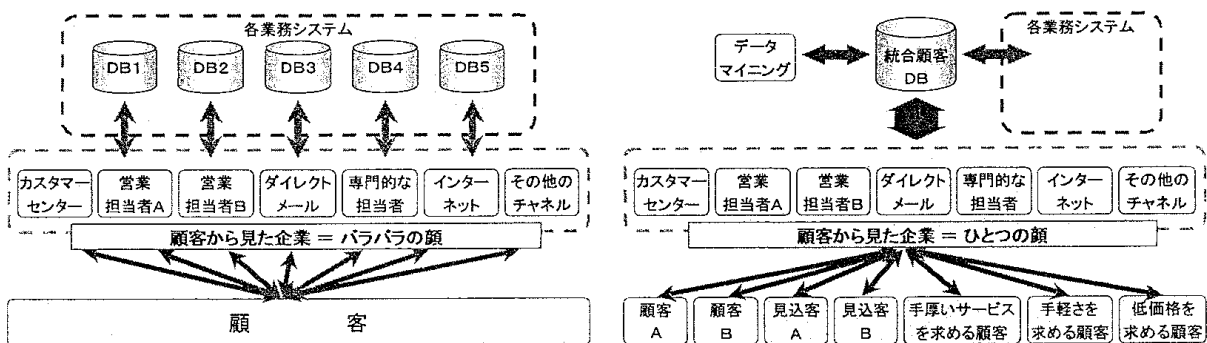 各業務システム
DB1
DB2
DB3
DB4
DB5
カスタマー
センター
営業
担当者A
営業
担当者B
ダイレクト
メール
専門的な
担当者
インター
ネット
その他の
チャネル
顧客から見た企業 = バラバラの顔
顧 客
データ
マイニング
統合顧客
DB
各業務システム
カスタマー
センター
営業
担当者A
営業
担当者B
ダイレクト
メール
専門的な
担当者
インター
ネット
その他の
チャネル
顧客から見た企業 = ひとつの顔
顧客
A
顧客
B
見込客
A
見込客
B
手厚いサービス
を求める顧客
手軽さを
求める顧客
低価格を
求める顧客